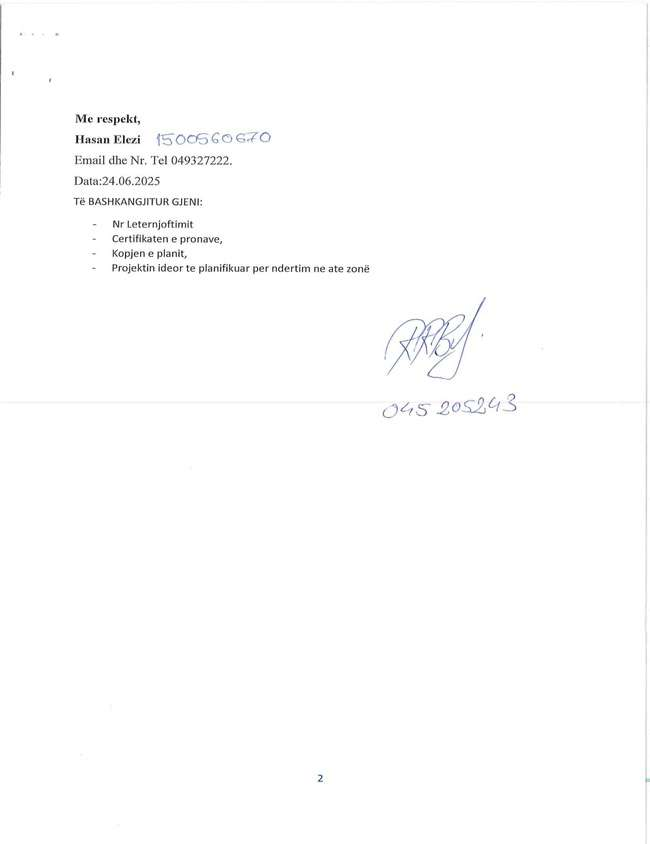 Me respekt,
Hasan Elezi 1500560670
Email dhe Nr. Tel 049327222.
Data:24.06.2025
Të BASHKANGJITUR GJENI:
- Nr Leternjoftimit
- Certifikaten e pronave,
- Kopjen e planit,
- Projektin ideor te planifikuar per ndertim ne ate zonë
045 205243
2